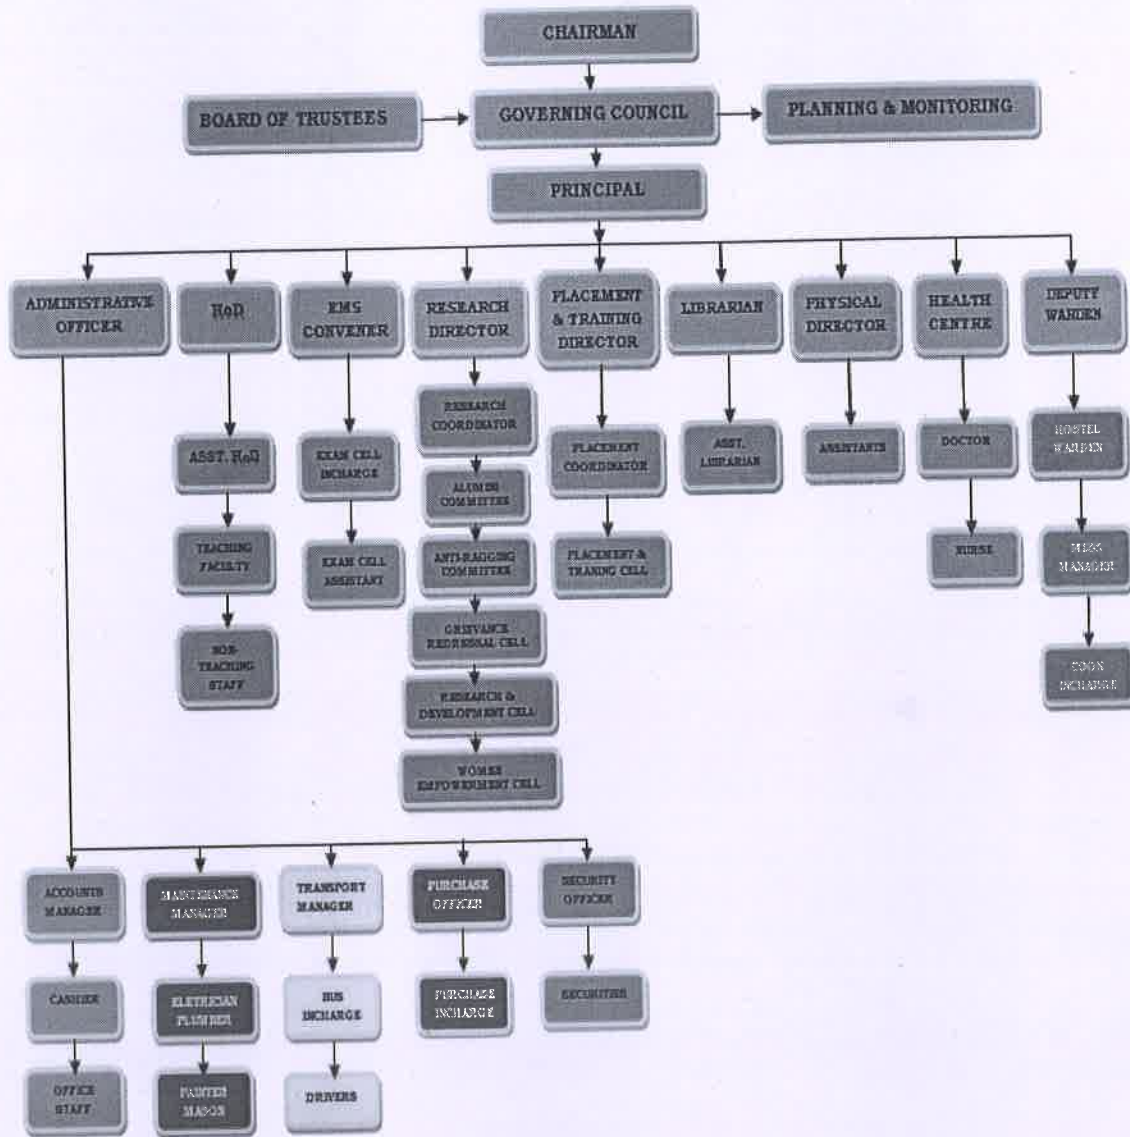 CHAIRMAN
BOARD OF TRUSTEES
GOVERNING COUNCIL
PLANNING & MONITORING
PRINCIPAL
ADMINISTRATIVE
OFFICER
HoD
EMS
CONVENER
RESEARCH
DIRECTOR
PLACEMENT
& TRAINING
DIRECTOR
LIBRARIAN
PHYSICAL
DIRECTOR
HEALTH
CENTRE
DEPUTY
WARDEN
ASST. HoD
TEACHING
FACULTY
NON-
TEACHING
STAFF
EXAM CELL
INCHARGE
EXAM CELL
ASSISTANT
RESEARCH
COORDINATOR
ALUMNI
COMMITTEE
ANTI-RAGGING
COMMITTEE
GRIEVANCE
REDRESSAL CELL
RESEARCH &
DEVELOPMENT CELL
WOMEN
EMPOWERMENT CELL
PLACEMENT
COORDINATOR
PLACEMENT &
TRANING CELL
ASST.
LIBRARIAN
ASSISTANTS
DOCTOR
NURSE
HOSTEL
WARDEN
MESS
MANAGER
COOK
INCHARGE
ACCOUNTS
MANAGER
CASHIER
OFFICE
STAFF
MAINTENANCE
MANAGER
ELETRICIAN
PLUMBER
PAINTER
MASON
TRANSPORT
MANAGER
BUS
INCHARGE
DRIVERS
PURCHASE
OFFICER
PURCHASE
INCHARGE
SECURITY
OFFICER
SECURITIES